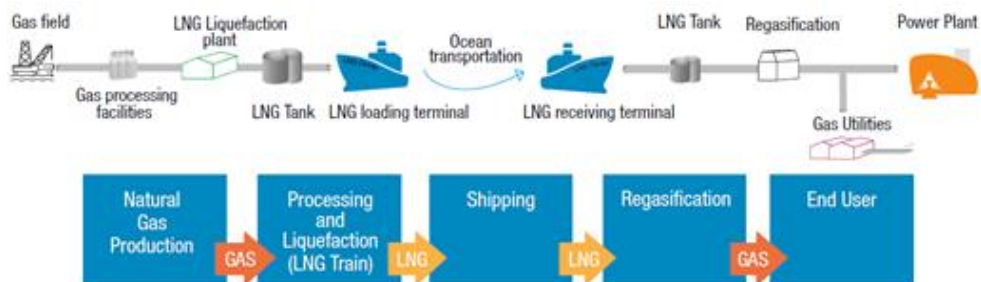 Gas field
LNG Liquefaction
plant
Gas processing
facilities
LNG Tank
LNG loading terminal
Ocean
transportation
LNG receiving terminal
LNG Tank
Regasification
Power Plant
Gas Utilities
Natural
Gas
Production
GAS
Processing
and
Liquefaction
(LNG Train)
LNG
Shipping
LNG
Regasification
GAS
End User